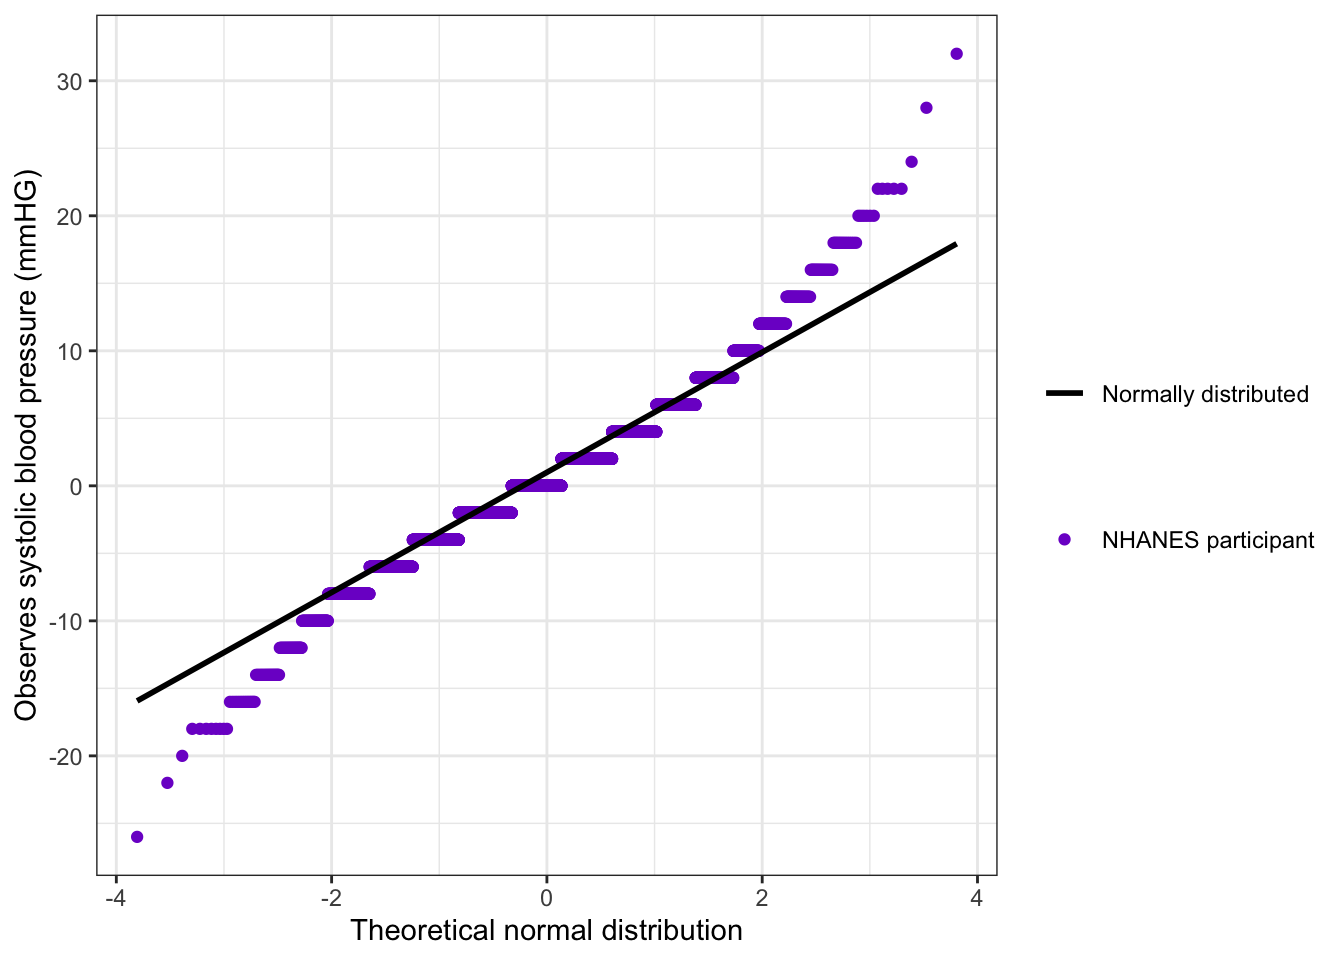 Observes systolic blood pressure (mmHG)
30
20
10
0
-10
-20
-4
-2
0
2
4
Theoretical normal distribution
Normally distributed
NHANES participant